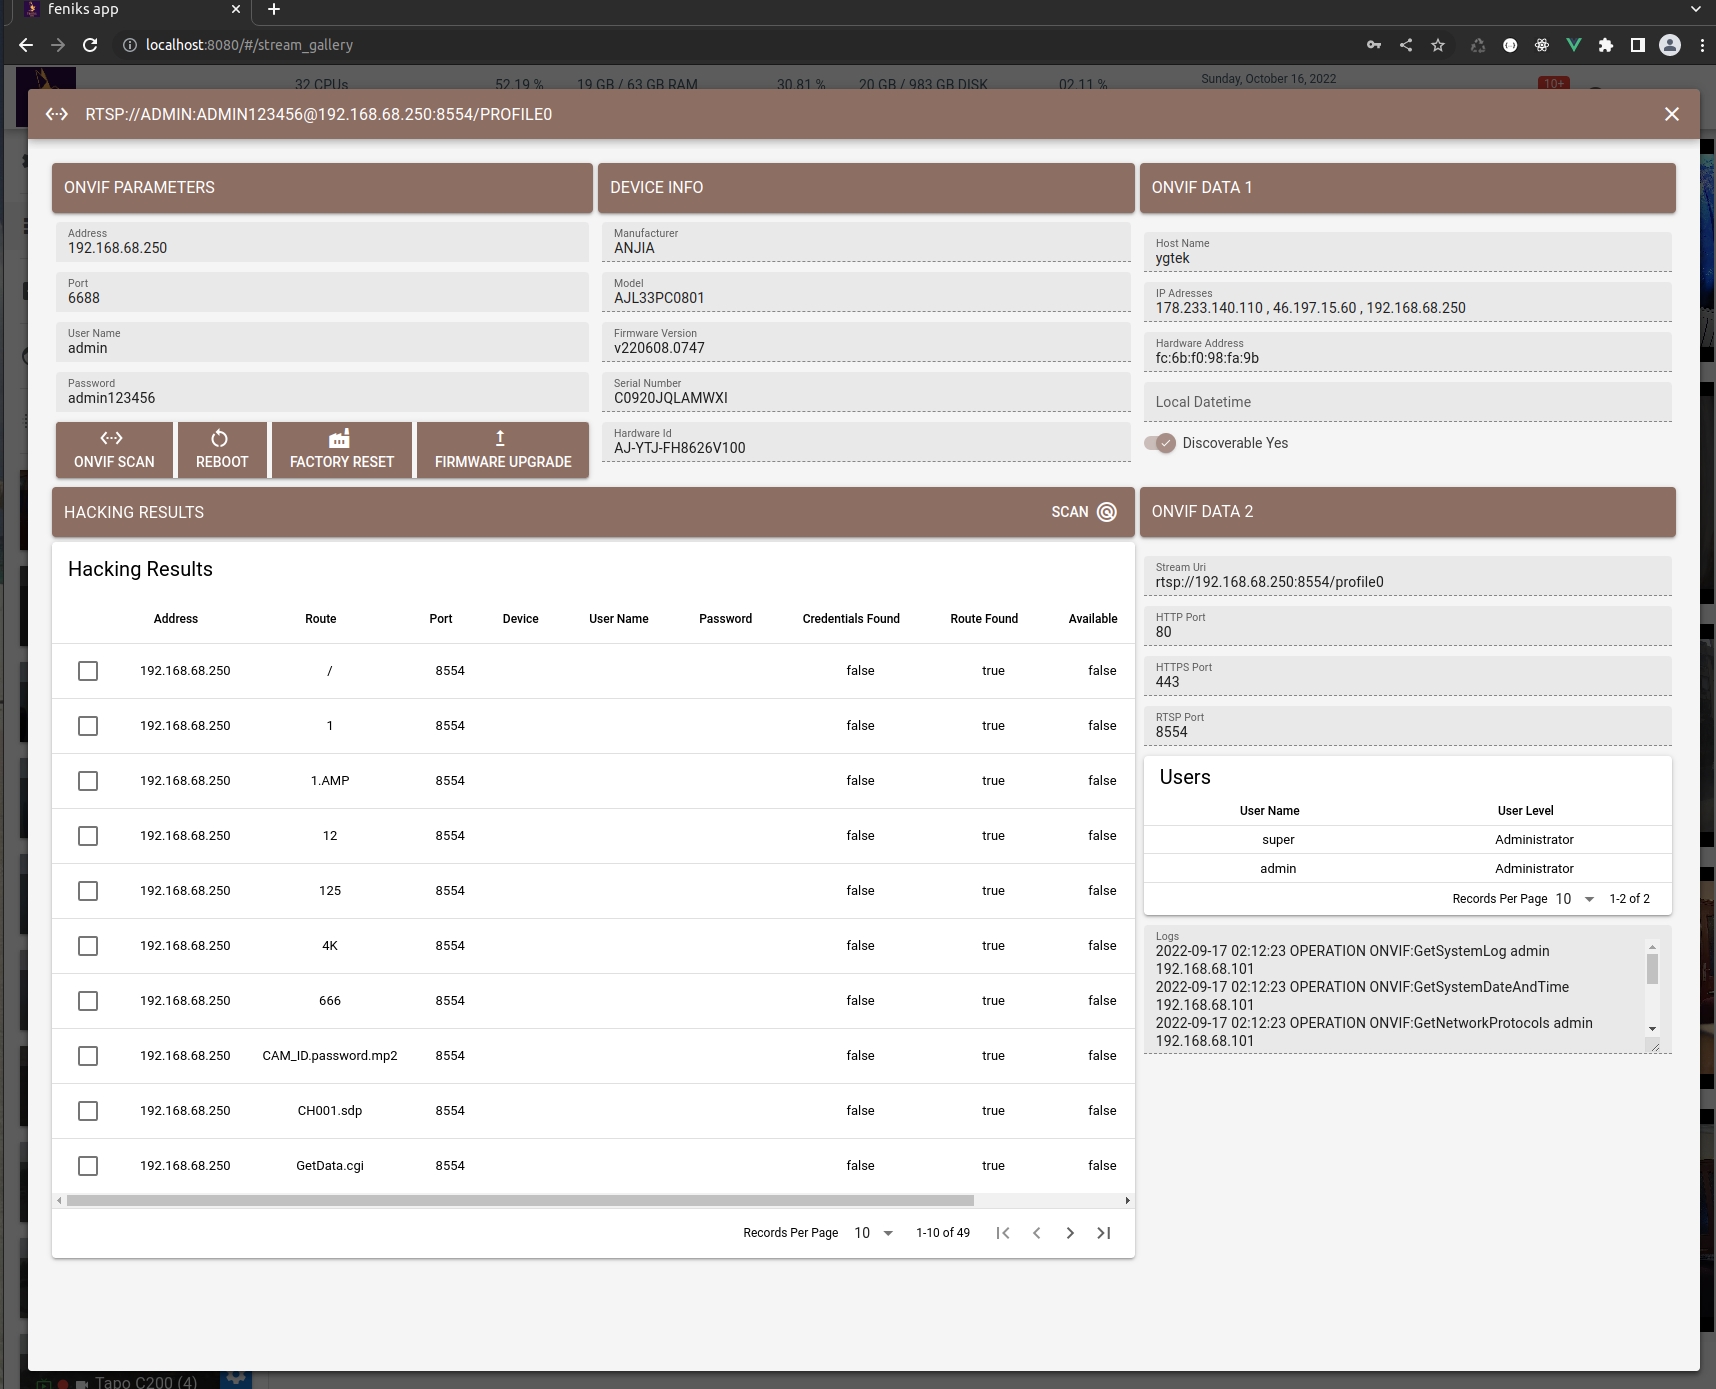 feniks app
localhost:8080/#/stream_gallery
32 CPUs 52.19 % 19 GB / 63 GB RAM 30.81 % 20 GB / 983 GB DISK 02.11 % Sunday, October 16, 2022 10+
RTSP://ADMIN:ADMIN123456@192.168.68.250:8554/PROFILE0
ONVIF PARAMETERS
Address
192.168.68.250
Port
6688
User Name
admin
Password
admin123456
ONVIF SCAN REBOOT FACTORY RESET FIRMWARE UPGRADE
DEVICE INFO
Manufacturer
ANJIA
Model
AJL33PC0801
Firmware Version
v220608.0747
Serial Number
C0920JQLAMWXI
Hardware Id
AJ-YTJ-FH8626V100
ONVIF DATA 1
Host Name
ygtek
IP Adresses
178.233.140.110 , 46.197.15.60 , 192.168.68.250
Hardware Address
fc:6b:f0:98:fa:9b
Local Datetime
Discoverable Yes
HACKING RESULTS SCAN
Hacking Results
Address Route Port Device User Name Password Credentials Found Route Found Available
192.168.68.250 / 8554 false true false
192.168.68.250 1 8554 false true false
192.168.68.250 1.AMP 8554 false true false
192.168.68.250 12 8554 false true false
192.168.68.250 125 8554 false true false
192.168.68.250 4K 8554 false true false
192.168.68.250 666 8554 false true false
192.168.68.250 CAM_ID.password.mp2 8554 false true false
192.168.68.250 CH001.sdp 8554 false true false
192.168.68.250 GetData.cgi 8554 false true false
Records Per Page 10 1-10 of 49
ONVIF DATA 2
Stream Uri
rtsp://192.168.68.250:8554/profile0
HTTP Port
80
HTTPS Port
443
RTSP Port
8554
Users
User Name User Level
super Administrator
admin Administrator
Records Per Page 10 1-2 of 2
Logs
2022-09-17 02:12:23 OPERATION ONVIF:GetSystemLog admin
192.168.68.101
2022-09-17 02:12:23 OPERATION ONVIF:GetSystemDateAndTime
192.168.68.101
2022-09-17 02:12:23 OPERATION ONVIF:GetNetworkProtocols admin
192.168.68.101
Tapo C200 (4)